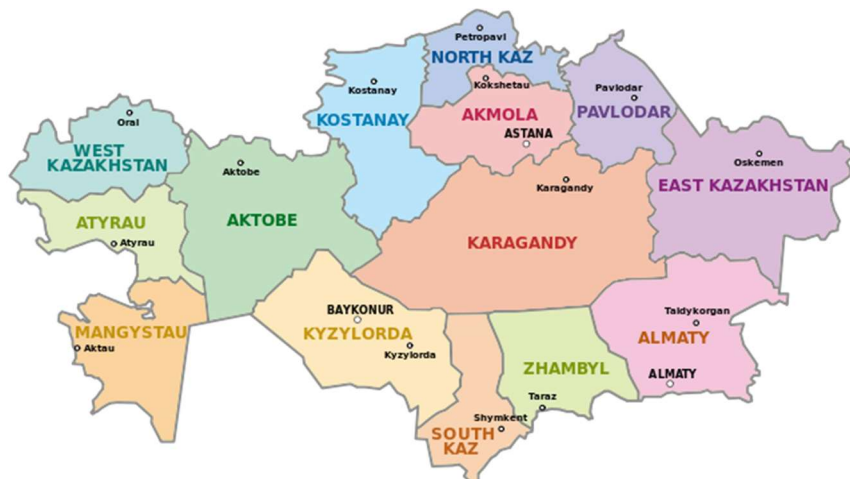 Petropavl
NORTH KAZ
Kostanay
KOSTANAY
Kokshetau
AKMOLA
ASTANA
Pavlodar
PAVLODAR
Oral
WEST
KAZAKHSTAN
Aktobe
AKTOBE
Oskemen
EAST KAZAKHSTAN
Karagandy
KARAGANDY
ATYRAU
Atyrau
MANGYSTAU
Aktau
BAYKONUR
KYZYLORDA
Kyzylorda
Taldykorgan
ALMATY
ALMATY
ZHAMBYL
Taraz
Shymkent
SOUTH
KAZ